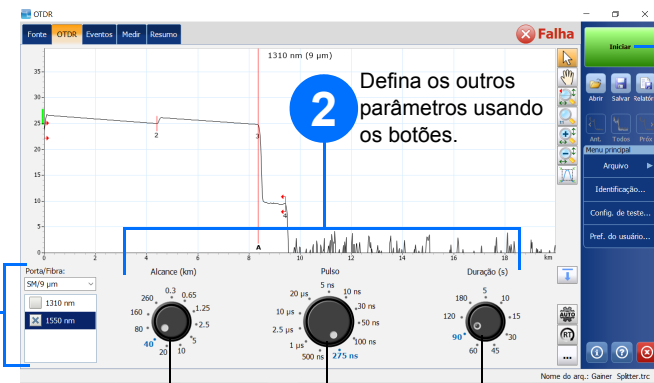 OTDR
Fonte OTDR Eventos Medir Resumo
Falha
Iniciar
1310 nm (9 µm)
2
Defina os outros
parâmetros usando
os botões.
Abrir Salvar Relatór
Ant. Todes Próx
Menu principal
Arquivo
Identificação...
Config. de teste...
Pref. do usuário...
35
30
25
20
15
10
5
0
2
3
4
A
0 2 4 6 8 10 12 14 16 18 km
Porta/Fibra:
SM/9 µm
1310 nm
1550 nm
Alcance (km)
0.3 0.65 1.25 2.5 5 10 20 40 80 160 260
Pulso
5 ns 10 ns 30 ns 50 ns 100 ns 275 ns 500 ns 1 µs 2.5 µs 10 µs 20 µs
Duração (s)
5 10 15 30 45 60 90 120 180
AUTO
RT
...
Nome do arq.: Gainer Splitter.trc